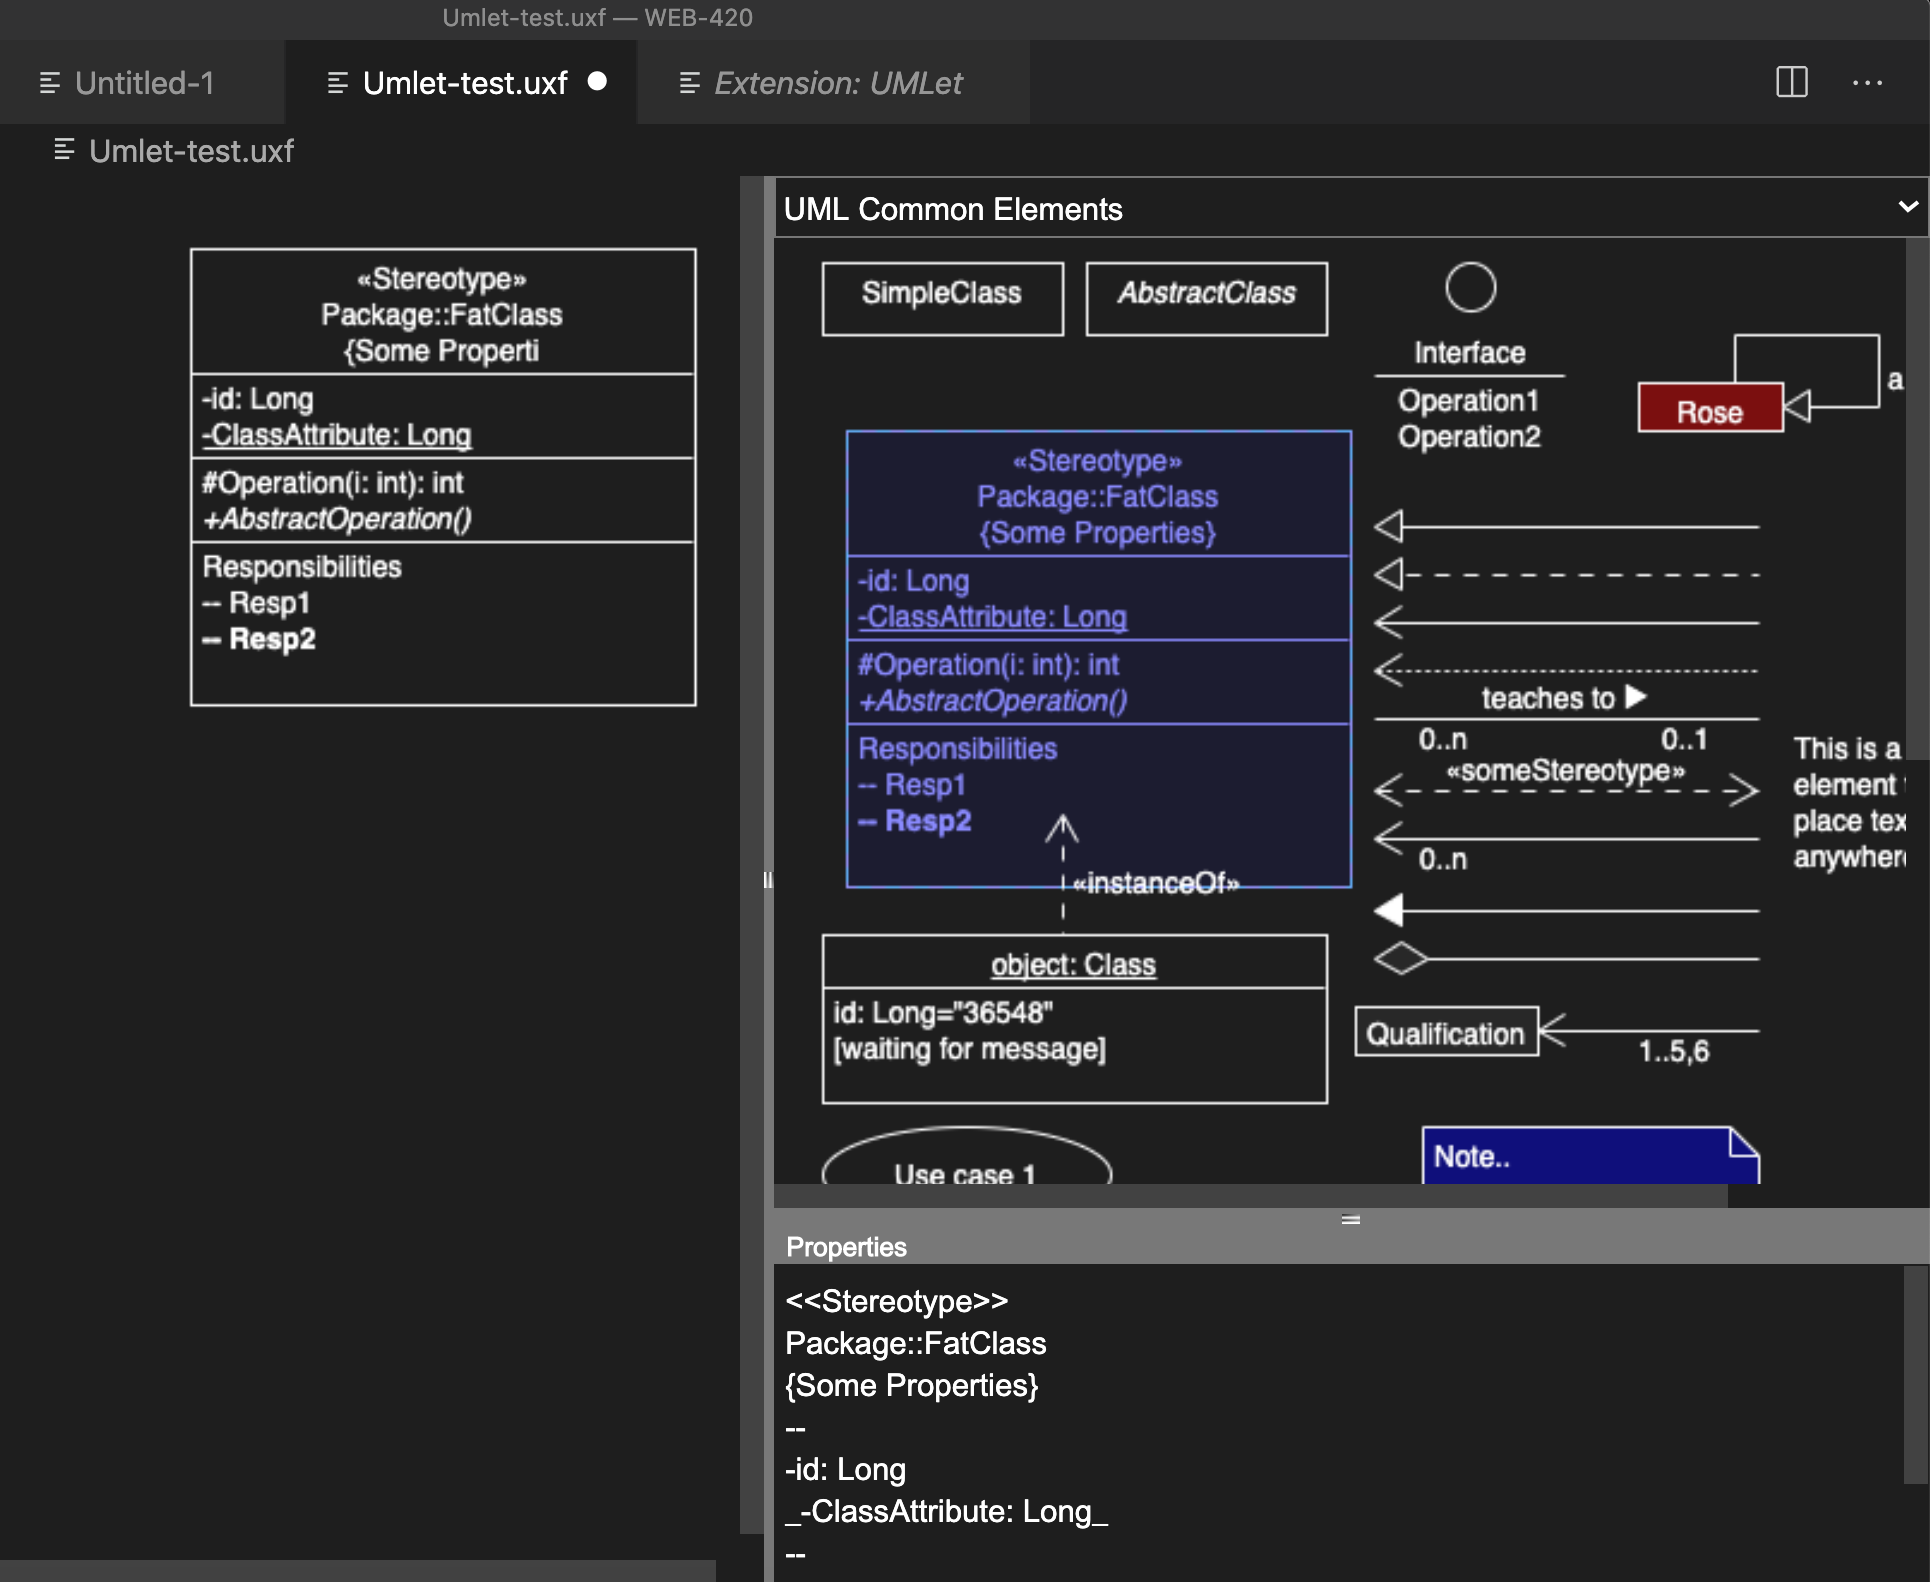 Umlet-test.uxf — WEB-420
Untitled-1
Umlet-test.uxf
Extension: UMLet
Umlet-test.uxf
«Stereotype»
Package::FatClass
{Some Properti
-id: Long
-ClassAttribute: Long
#Operation(i: int): int
+AbstractOperation()
Responsibilities
-- Resp1
-- Resp2
UML Common Elements
SimpleClass
AbstractClass
Interface
Operation1
Operation2
Rose
a
«Stereotype»
Package::FatClass
{Some Properties}
-id: Long
-ClassAttribute: Long
#Operation(i: int): int
+AbstractOperation()
Responsibilities
-- Resp1
-- Resp2
«instanceOf»
teaches to
0..n
0..1
«someStereotype»
0..n
This is a
element
place tex
anywher
object: Class
id: Long="36548"
[waiting for message]
Qualification
1..5,6
Use case 1
Note..
Properties
<<Stereotype>>
Package::FatClass
{Some Properties}
--
-id: Long
_-ClassAttribute: Long_
--